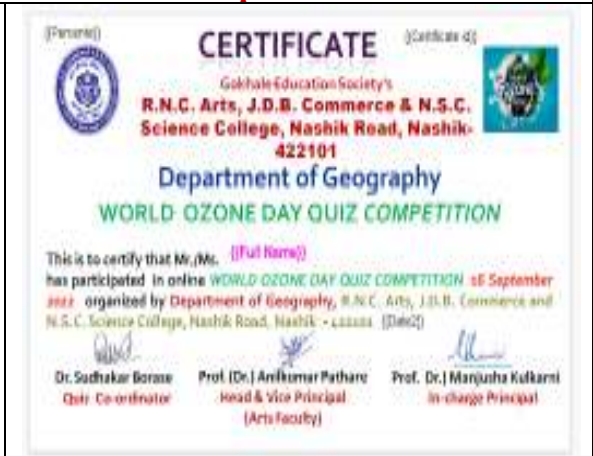 CERTIFICATE
Gokhale Education Society's
R.N.C. Arts, J.D.B. Commerce & N.S.C.
Science College, Nashik Road, Nashik-
422101
Department of Geography
WORLD OZONE DAY QUIZ COMPETITION
This is to certify that Mr./Ms. {{Full Name}}
has participated in online WORLD OZONE DAY QUIZ COMPETITION 16 September
2022 organized by Department of Geography, R.N.C. Arts, J.D.B. Commerce and
N.S.C. Science College, Nashik Road, Nashik - 422101 {{Date2}}
Dr. Sudhakar Borase Prof. (Dr.) Anilkumar Pathare Prof. Dr.) Manjusha Kulkarni
Quiz Co-ordinator Head & Vice Principal In-charge Principal
(Arts Faculty)